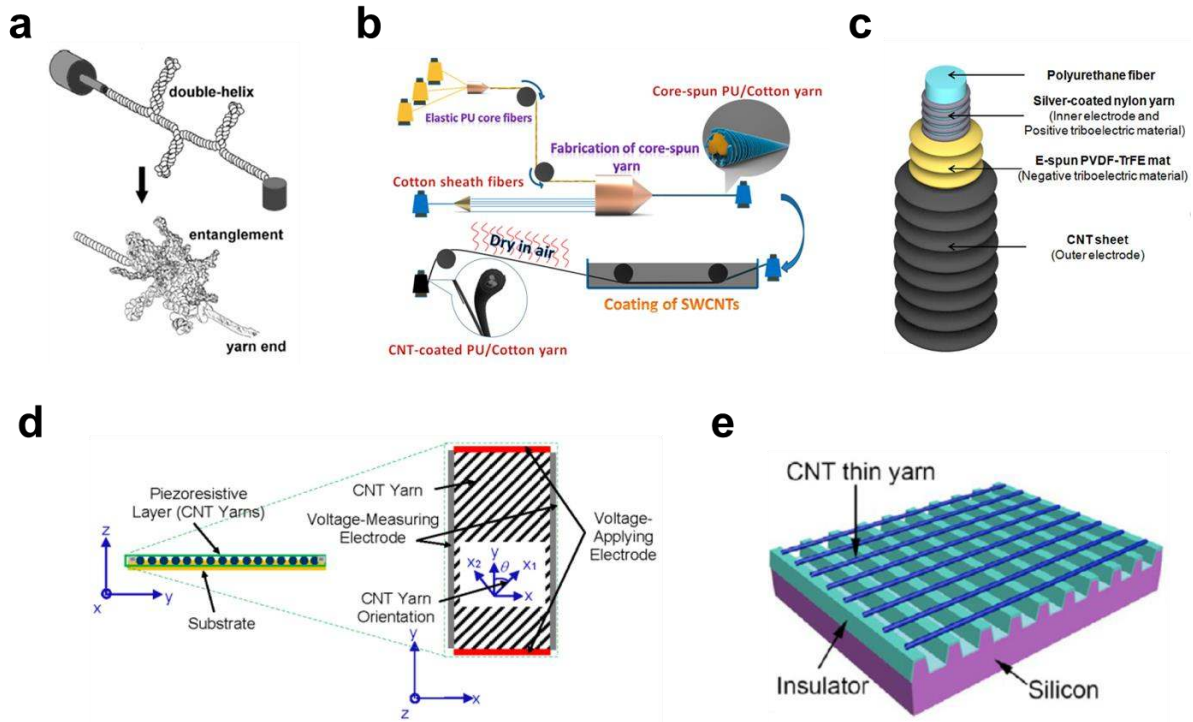 a
double-helix
entanglement
yarn end
b
Elastic PU core fibers
Core-spun PU/Cotton yarn
Fabrication of core-spun
yarn
Cotton sheath fibers
Dry in air
Coating of SWCNTs
CNT-coated PU/Cotton yarn
c
Polyurethane fiber
Silver-coated nylon yarn
(Inner electrode and
Positive triboelectric material)
E-spun PVDF-TrFE mat
(Negative triboelectric material)
CNT sheet
(Outer electrode)
d
Piezoresistive
Layer (CNT Yarns)
z
x
y
Substrate
CNT Yarn
Voltage-Measuring
Electrode
Voltage-
Applying
Electrode
y
x₂
θ
x₁
x
CNT Yarn
Orientation
y
z
x
e
CNT thin yarn
Insulator
Silicon